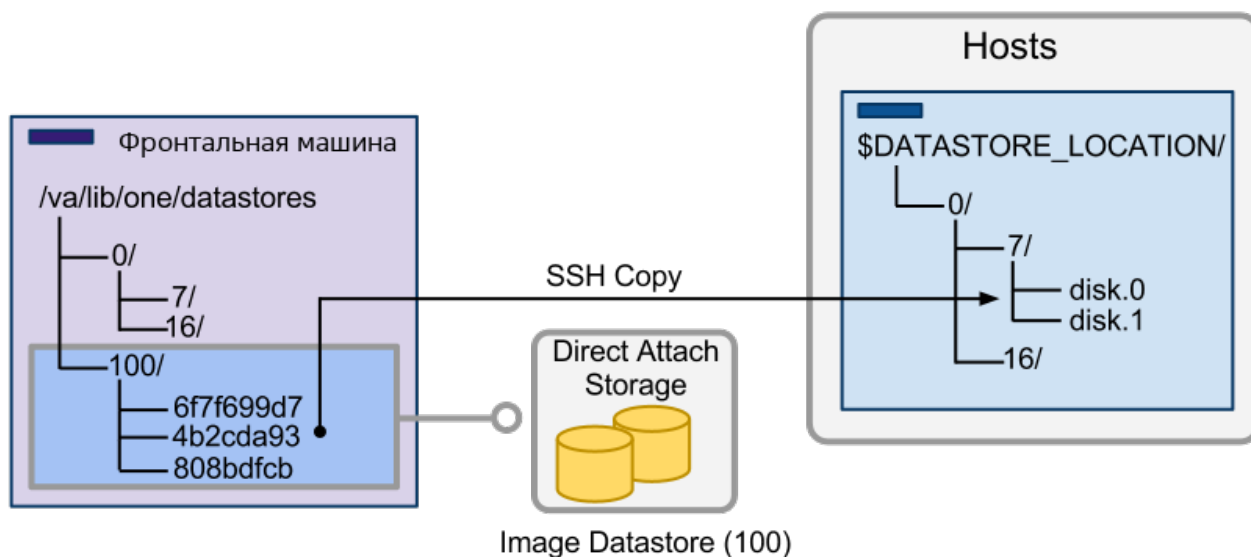 Hosts
Фронтальная машина
/va/lib/one/datastores
0/
7/
16/
100/
6f7f699d7
4b2cda93
808bdfcb
SSH Copy
Direct Attach
Storage
Image Datastore (100)
$DATASTORE_LOCATION/
0/
7/
disk.0
disk.1
16/